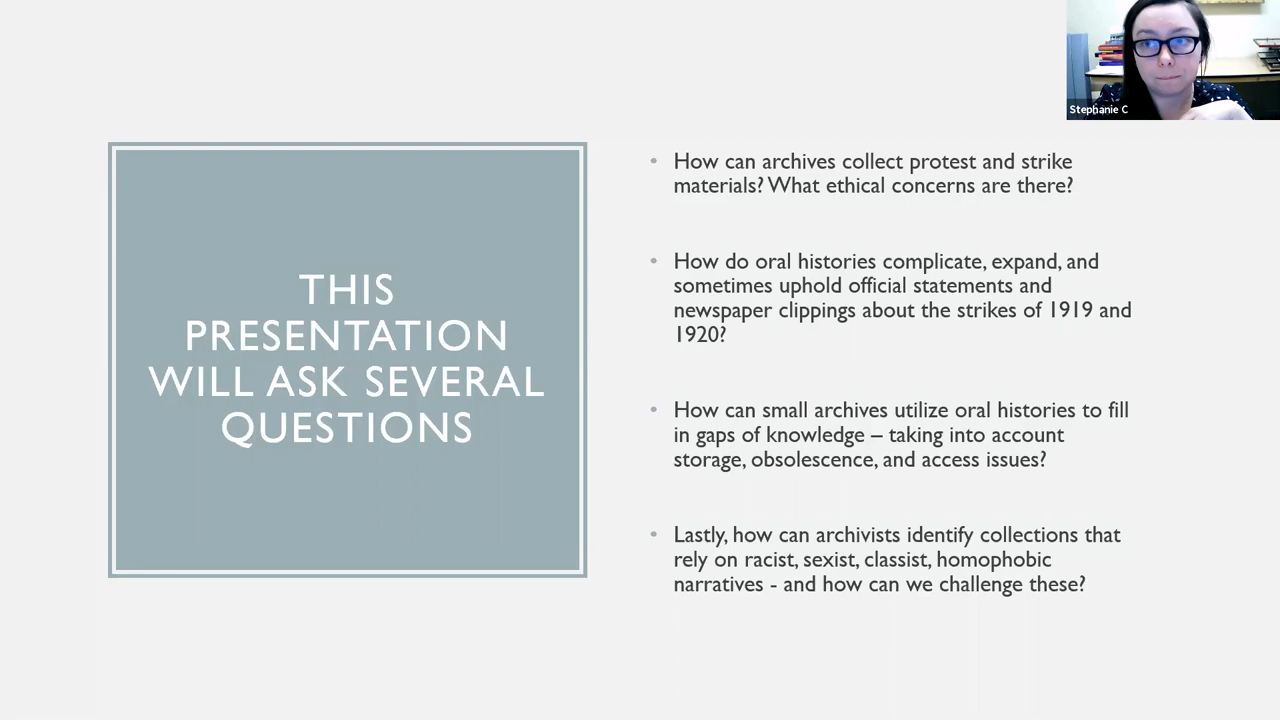 Stephanie C
THIS
PRESENTATION
WILL ASK SEVERAL
QUESTIONS
• How can archives collect protest and strike
materials? What ethical concerns are there?
• How do oral histories complicate, expand, and
sometimes uphold official statements and
newspaper clippings about the strikes of 1919 and
1920?
• How can small archives utilize oral histories to fill
in gaps of knowledge – taking into account
storage, obsolescence, and access issues?
• Lastly, how can archivists identify collections that
rely on racist, sexist, classist, homophobic
narratives - and how can we challenge these?